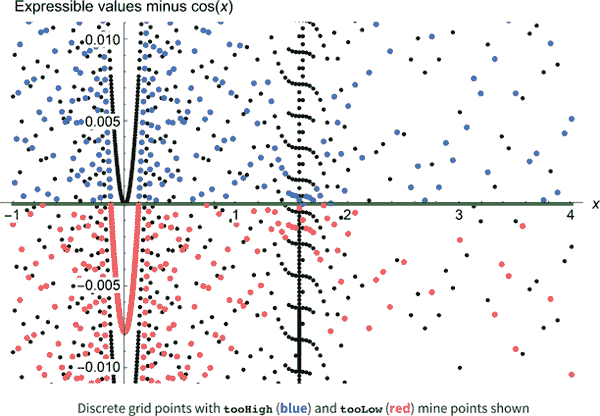 Expressible values minus cos(x)
0.010
0.005
-1 1 2 3 4 x
-0.005
-0.010
Discrete grid points with tooHigh (blue) and tooLow (red) mine points shown